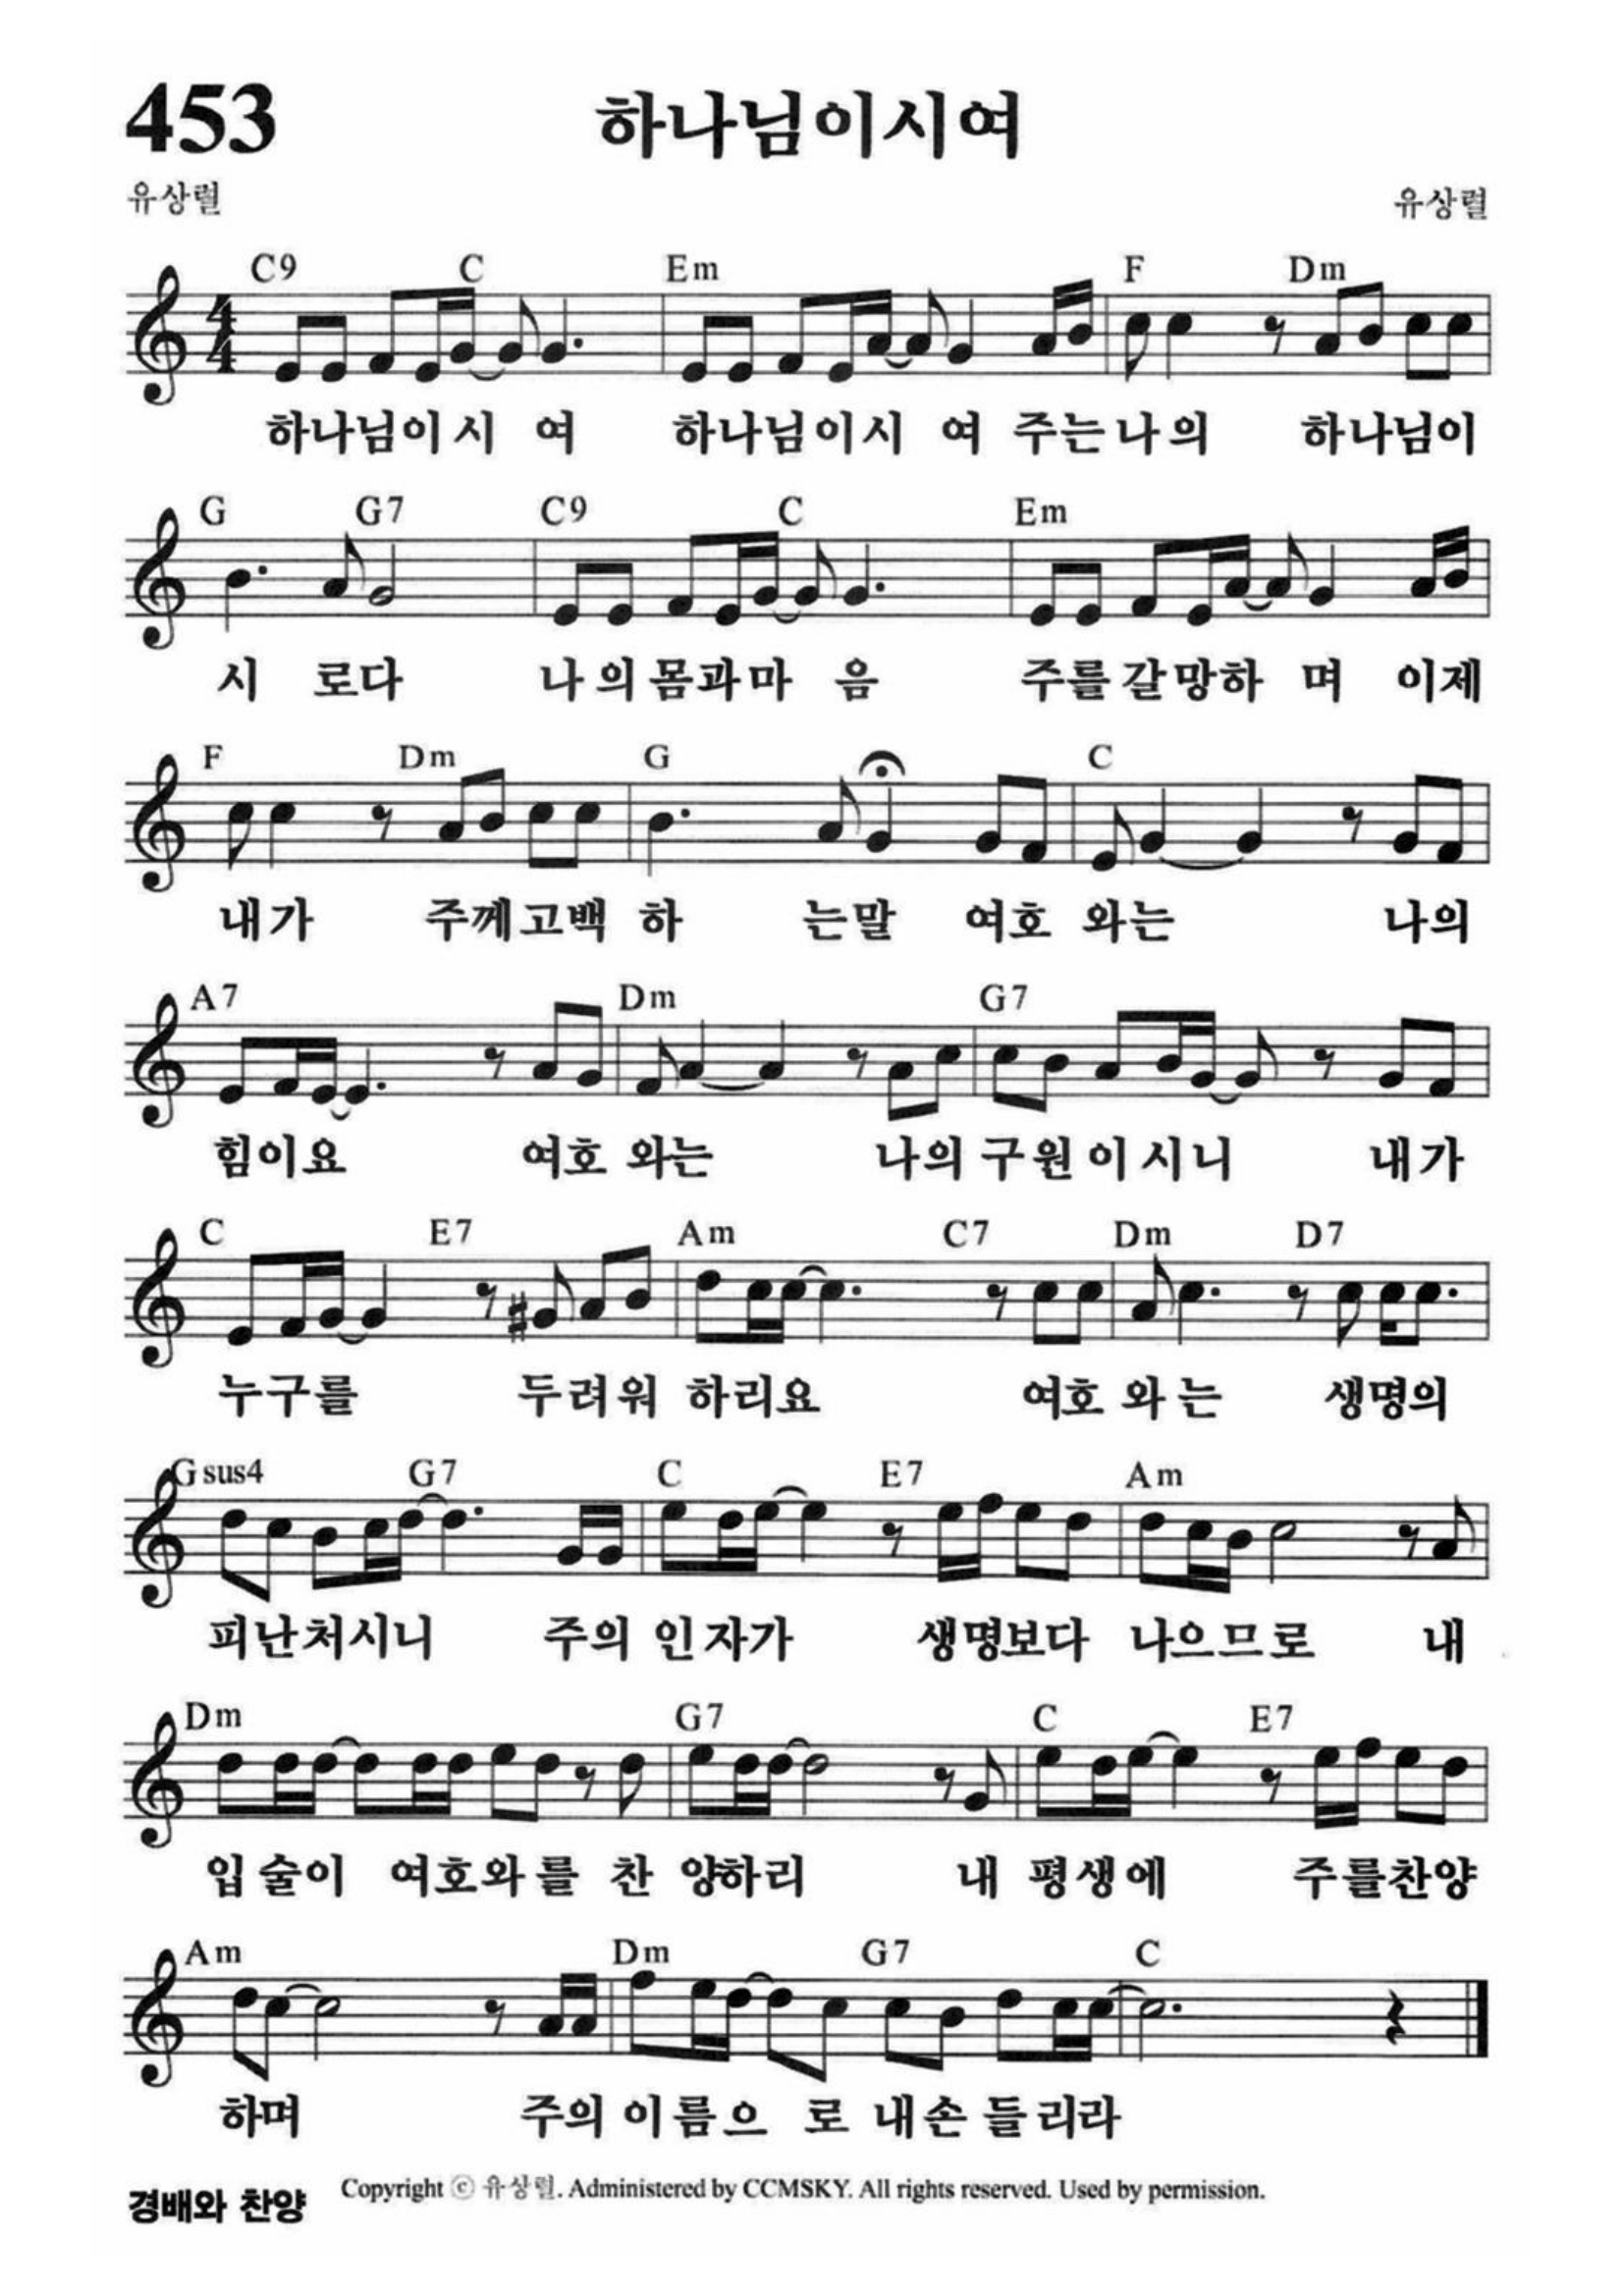 453 하나님이시여
유상렬 유상렬
C9 C Em F Dm
4/4
하나님이시 여 하나님이시 여 주는나의 하나님이
G G7 C9 C Em
시 로다 나의몸과마 음 주를갈망하 며 이제
F Dm G C
내가 주께고백 하 는말 여호 와는 나의
A7 Dm G7
힘이요 여호 와는 나의구원이시니 내가
C E7 Am C7 Dm D7
누구를 두려워 하리요 여호 와는 생명의
Gsus4 G7 C E7 Am
피난처시니 주의 인자가 생명보다 나으므로 내
Dm G7 C E7
입술이 여호와를 찬 양하리 내 평생에 주를찬양
Am Dm G7 C
하며 주의 이름으 로 내손 들리라
경배와 찬양 Copyright ⓒ 유상렬. Administered by CCMSKY. All rights reserved. Used by permission.